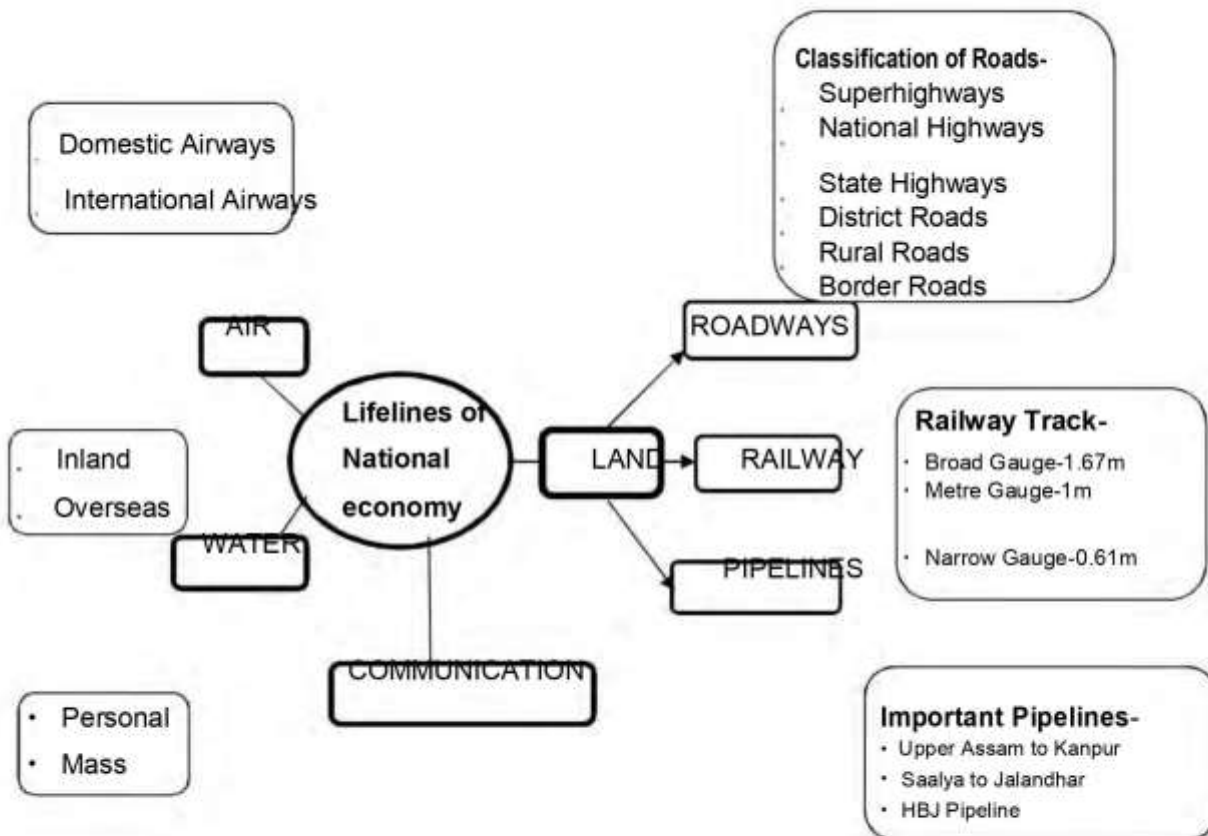 Classification of Roads-
Superhighways
National Highways
State Highways
District Roads
Rural Roads
Border Roads
Domestic Airways
International Airways
AIR
ROADWAYS
Lifelines of
National
economy
LAND
RAILWAY
PIPELINES
Railway Track-
· Broad Gauge-1.67m
· Metre Gauge-1m
· Narrow Gauge-0.61m
Inland
Overseas
WATER
COMMUNICATION
• Personal
• Mass
Important Pipelines-
• Upper Assam to Kanpur
• Saalya to Jalandhar
• HBJ Pipeline